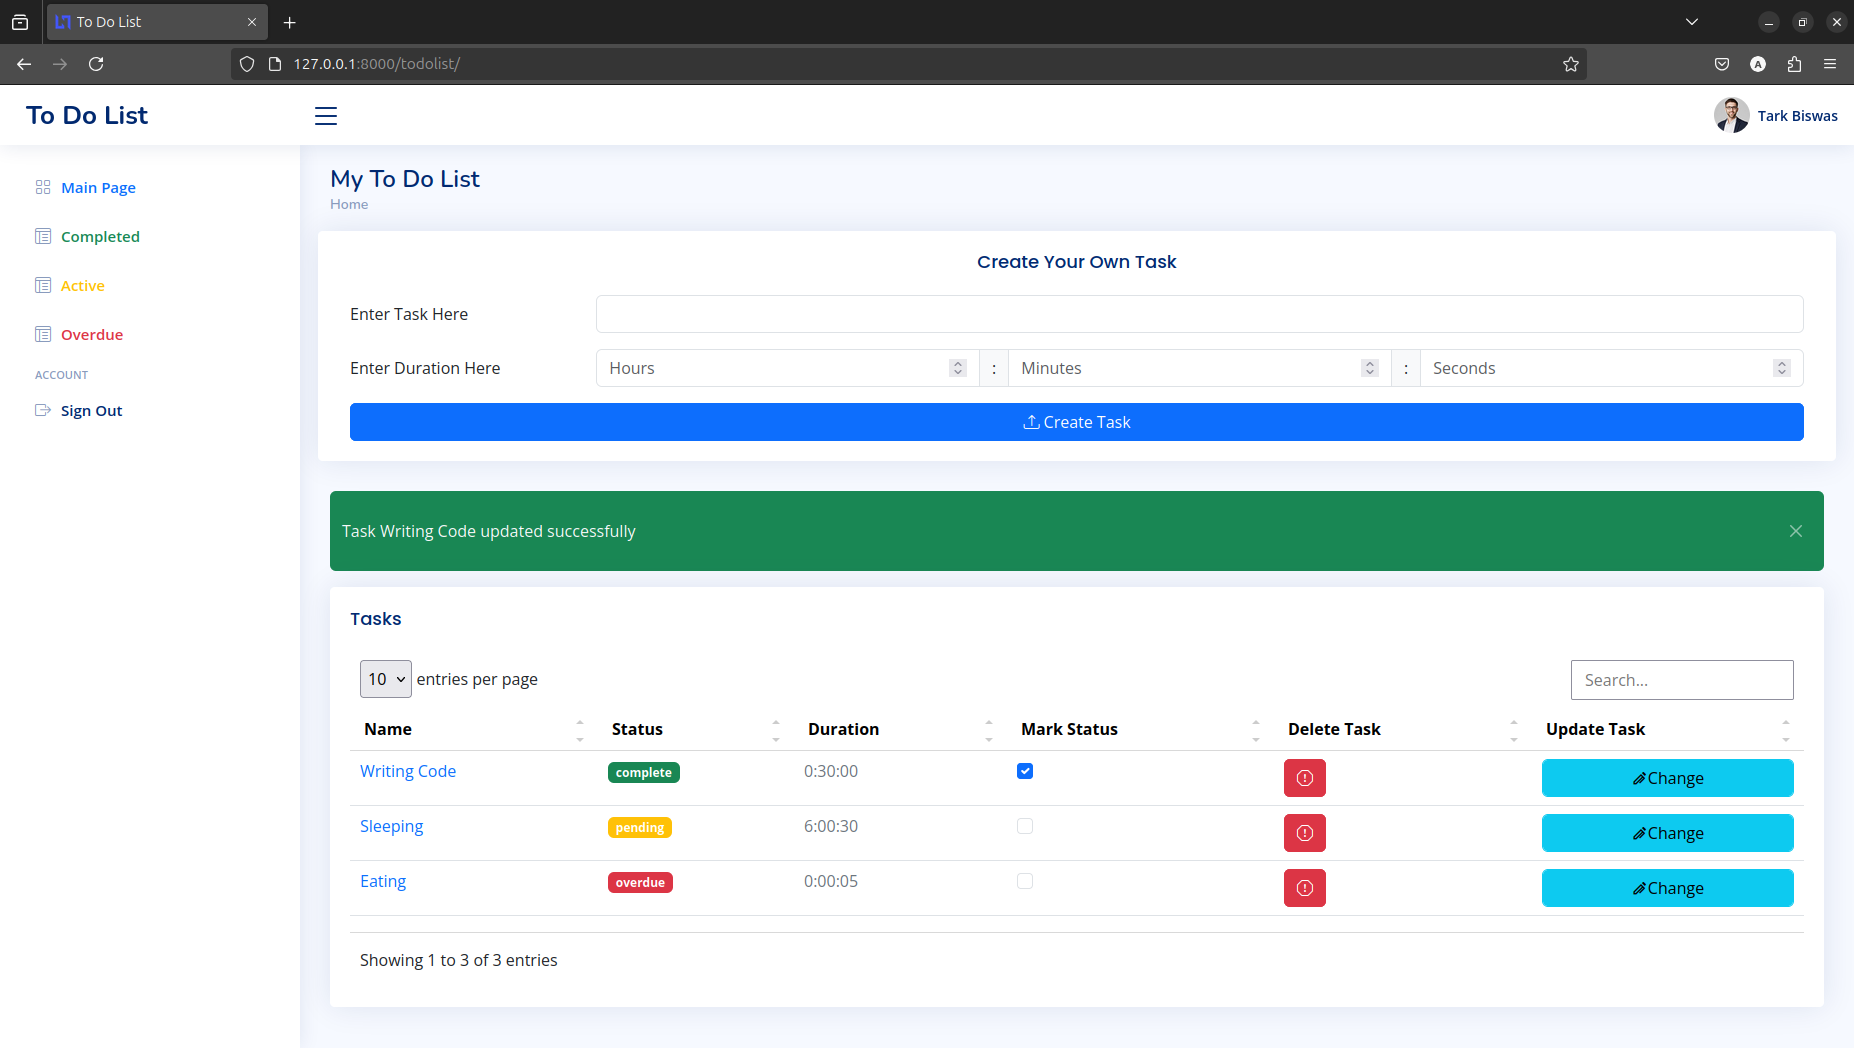 To Do List
127.0.0.1:8000/todolist/
To Do List
Tark Biswas
Main Page
Completed
Active
Overdue
ACCOUNT
Sign Out
My To Do List
Home
Create Your Own Task
Enter Task Here
Enter Duration Here
Hours : Minutes : Seconds
Create Task
Task Writing Code updated successfully
Tasks
10 entries per page
Search...
Name Status Duration Mark Status Delete Task Update Task
Writing Code complete 0:30:00 Change
Sleeping pending 6:00:30 Change
Eating overdue 0:00:05 Change
Showing 1 to 3 of 3 entries